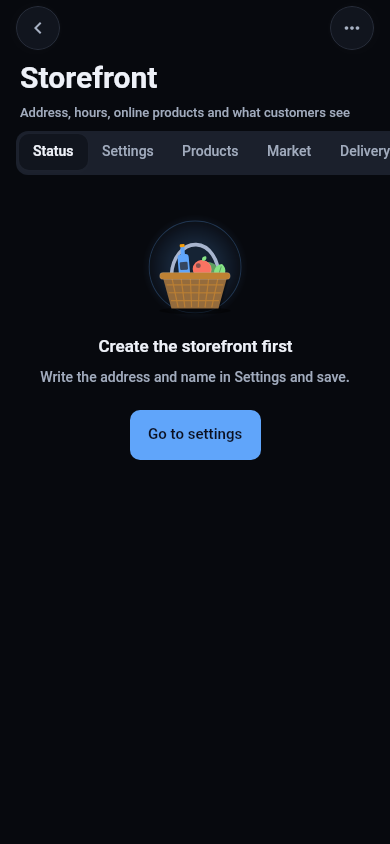 Storefront
Address, hours, online products and what customers see
Status Settings Products Market Delivery
Create the storefront first
Write the address and name in Settings and save.
Go to settings